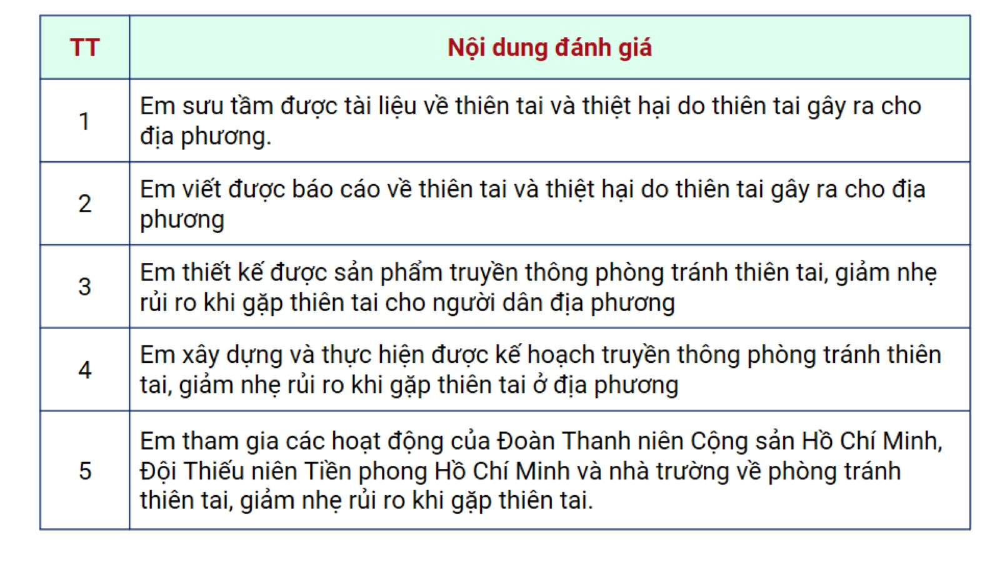 TT
Nội dung đánh giá
1
Em sưu tầm được tài liệu về thiên tai và thiệt hại do thiên tai gây ra cho
địa phương.
2
Em viết được báo cáo về thiên tai và thiệt hại do thiên tai gây ra cho địa
phương
3
Em thiết kế được sản phẩm truyền thông phòng tránh thiên tai, giảm nhẹ
rủi ro khi gặp thiên tai cho người dân địa phương
4
Em xây dựng và thực hiện được kế hoạch truyền thông phòng tránh thiên
tai, giảm nhẹ rủi ro khi gặp thiên tai ở địa phương
5
Em tham gia các hoạt động của Đoàn Thanh niên Cộng sản Hồ Chí Minh,
Đội Thiếu niên Tiền phong Hồ Chí Minh và nhà trường về phòng tránh
thiên tai, giảm nhẹ rủi ro khi gặp thiên tai.